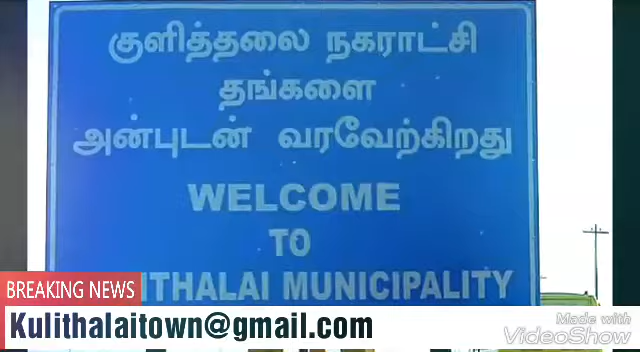 குளித்தலை நகராட்சி
தங்களை
அன்புடன் வரவேற்கிறது
WELCOME
TO
ITHALAI MUNICIPALITY
BREAKING NEWS
Kulithalaitown@gmail.com
Made with
VideoShow